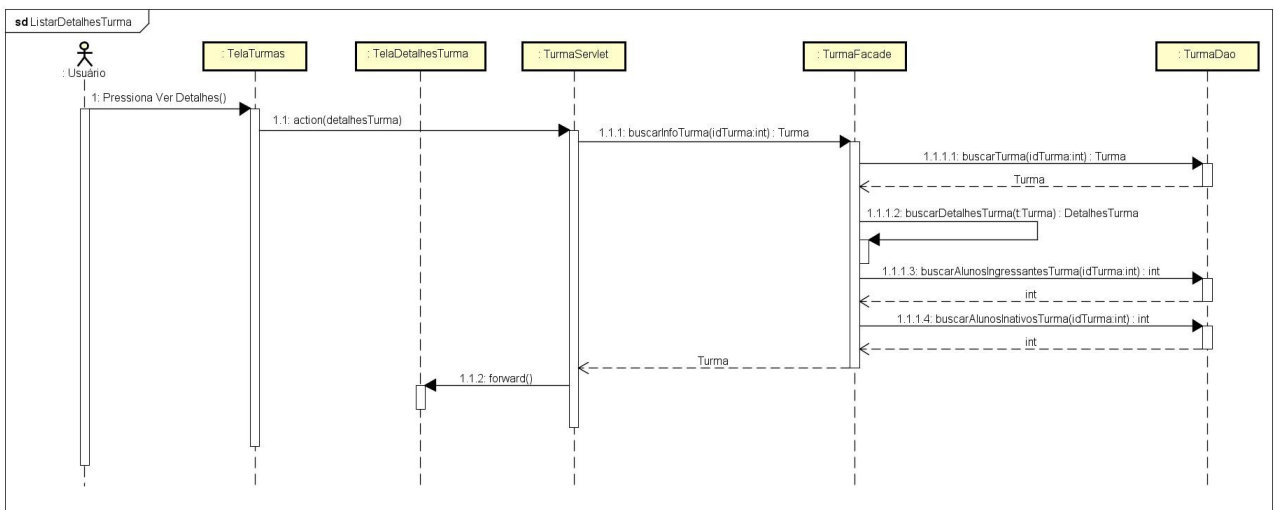 sd ListarDetalhesTurma
: Usuário
: TelaTurmas
: TelaDetalhesTurma
: TurmaServlet
: TurmaFacade
: TurmaDao
1: Pressiona Ver Detalhes()
1.1: action(detalhesTurma)
1.1.1: buscarInfoTurma(idTurma:int) : Turma
1.1.1.1: buscarTurma(idTurma:int) : Turma
Turma
1.1.1.2: buscarDetalhesTurma(t:Turma) : DetalhesTurma
1.1.1.3: buscarAlunosIngressantesTurma(idTurma:int) : int
int
1.1.1.4: buscarAlunosInativosTurma(idTurma:int) : int
int
Turma
1.1.2: forward()